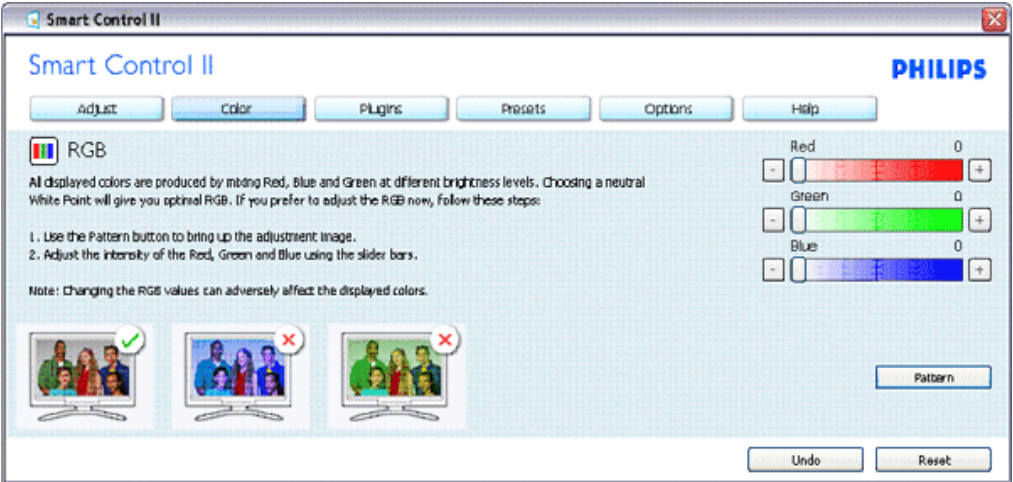 Smart Control II
Smart Control II
PHILIPS
Adjust
Color
Plugins
Presets
Options
Help
RGB
All displayed colors are produced by mixing Red, Blue and Green at different brightness levels. Choosing a neutral
White Point will give you optimal RGB. If you prefer to adjust the RGB now, follow these steps:
1. Use the Pattern button to bring up the adjustment image.
2. Adjust the intensity of the Red, Green and Blue using the slider bars.
Note: Changing the RGB values can adversely affect the displayed colors.
Red 0
- +
Green 0
- +
Blue 0
- +
Pattern
Undo
Reset